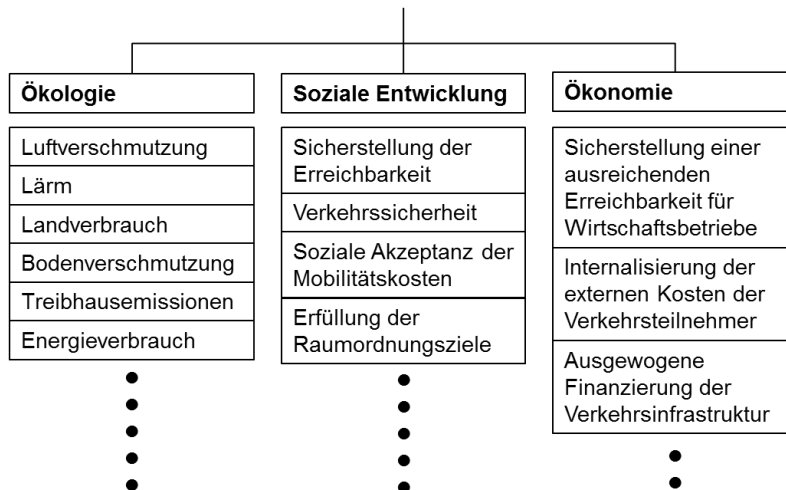 Ökologie
Luftverschmutzung
Lärm
Landverbrauch
Bodenverschmutzung
Treibhausemissionen
Energieverbrauch
Soziale Entwicklung
Sicherstellung der
Erreichbarkeit
Verkehrssicherheit
Soziale Akzeptanz der
Mobilitätskosten
Erfüllung der
Raumordnungsziele
Ökonomie
Sicherstellung einer
ausreichenden
Erreichbarkeit für
Wirtschaftsbetriebe
Internalisierung der
externen Kosten der
Verkehrsteilnehmer
Ausgewogene
Finanzierung der
Verkehrsinfrastruktur